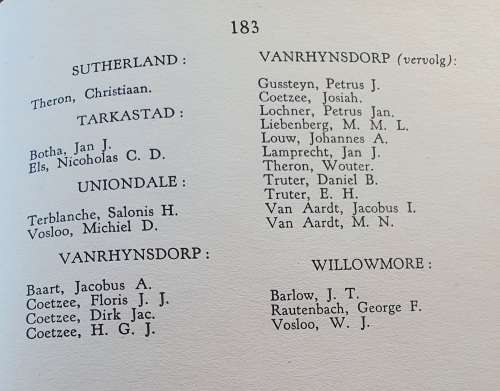 183
SUTHERLAND :
Theron, Christiaan.
TARKASTAD :
Botha, Jan J.
Els, Nicoholas C. D.
UNIONDALE :
Terblanche, Salonis H.
Vosloo, Michiel D.
VANRHYNSDORP :
Baart, Jacobus A.
Coetzee, Floris J. J.
Coetzee, Dirk Jac.
Coetzee, H. G. J.
VANRHYNSDORP (vervolg) :
Gussteyn, Petrus J.
Coetzee, Josiah.
Lochner, Petrus Jan.
Liebenberg, M. M. L.
Louw, Johannes A.
Lamprecht, Jan J.
Theron, Wouter.
Truter, Daniel B.
Truter, E. H.
Van Aardt, Jacobus I.
Van Aardt, M. N.
WILLOWMORE :
Barlow, J. T.
Rautenbach, George F.
Vosloo, W. J.